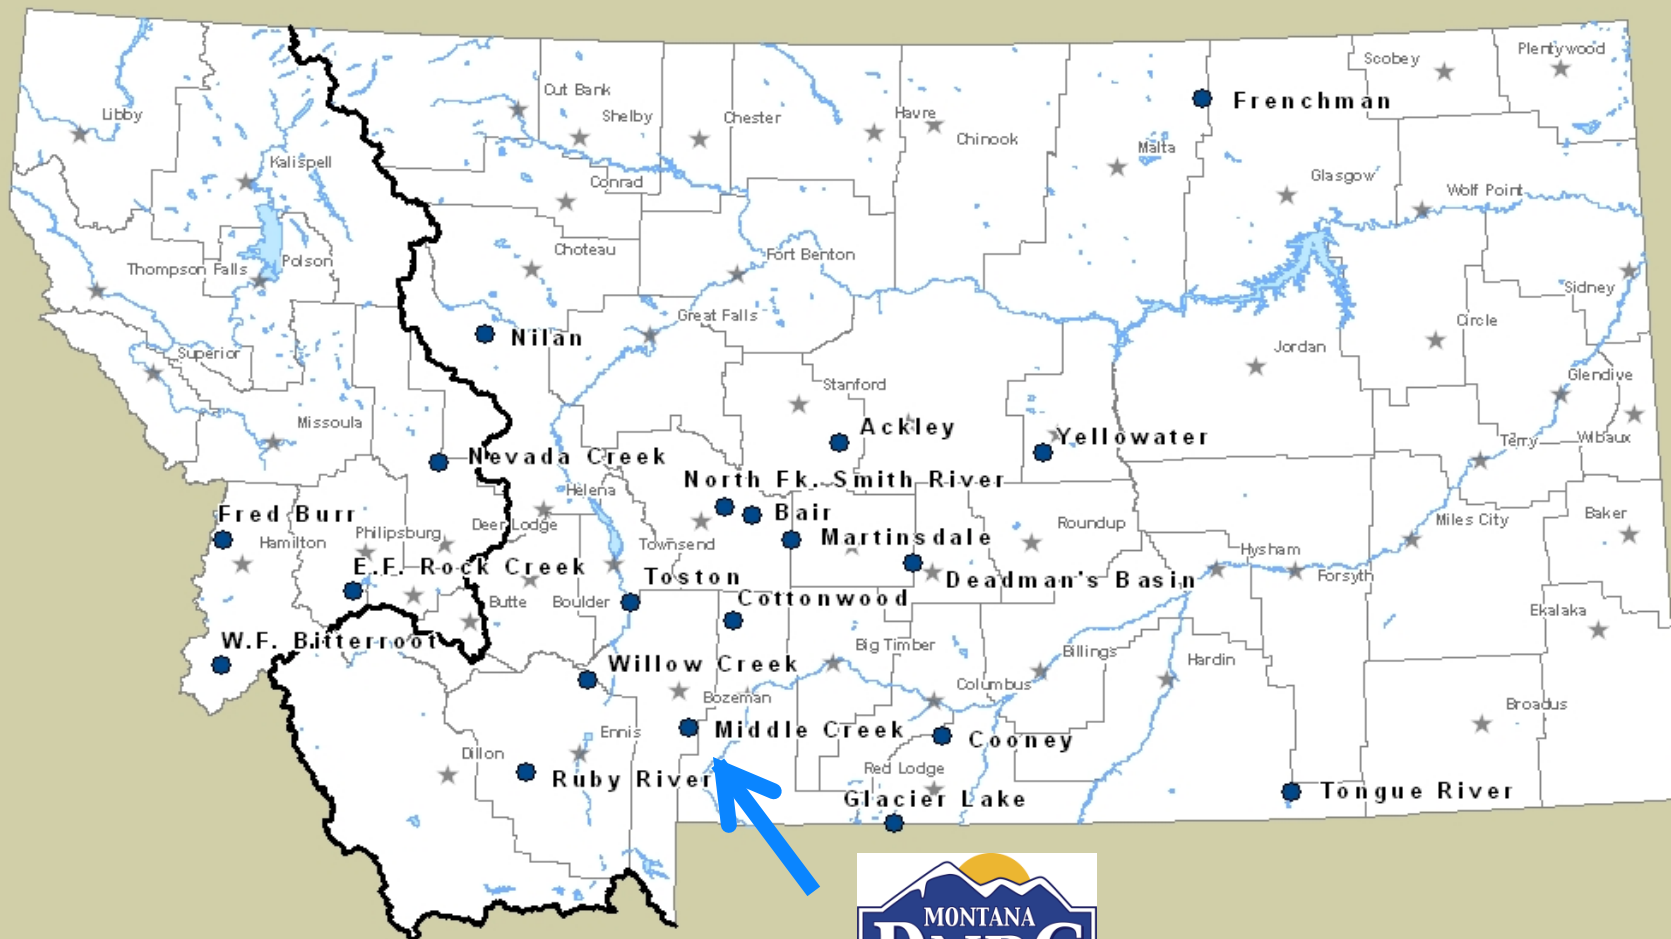 Plentywood
Scobey
Cut Bank
Frenchman
Libby
Shelby
Chester
Havre
Chinook
Malta
Kalispell
Conrad
Glasgow
Wolf Point
Choteau
Fort Benton
Thompson Falls
Polson
Sidney
Great Falls
Circle
Nilan
Superior
Jordan
Glendive
Stanford
Missoula
Ackley
Yellowater
Terry
Wibaux
Nevada Creek
North Fk. Smith River
Helena
Fred Burr
Bair
Baker
Philipsburg
Deer Lodge
Roundup
Miles City
Hamilton
Townsend
Martinsdale
Hysham
E.F. Rock Creek
Toston
Deadman's Basin
Forsyth
Butte
Boulder
Cottonwood
Ekalaka
W.F. Bitterroot
Big Timber
Billings
Willow Creek
Hardin
Bozeman
Columbus
Broadus
Ennis
Middle Creek
Cooney
Dillon
Ruby River
Red Lodge
Glacier Lake
Tongue River
MONTANA
DNRC